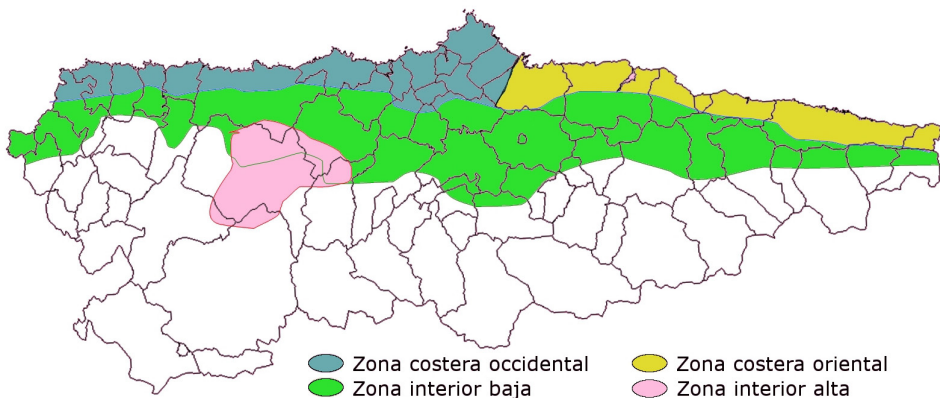 Zona costera occidental
Zona costera oriental
Zona interior baja
Zona interior alta